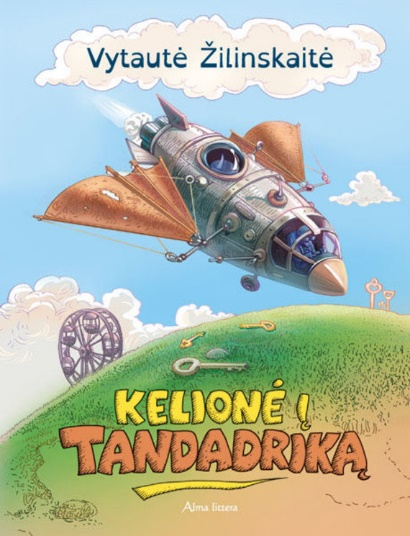 Vytautė Žilinskaitė
KELIONĖ Į
TANDADRIKĄ
Alma littera